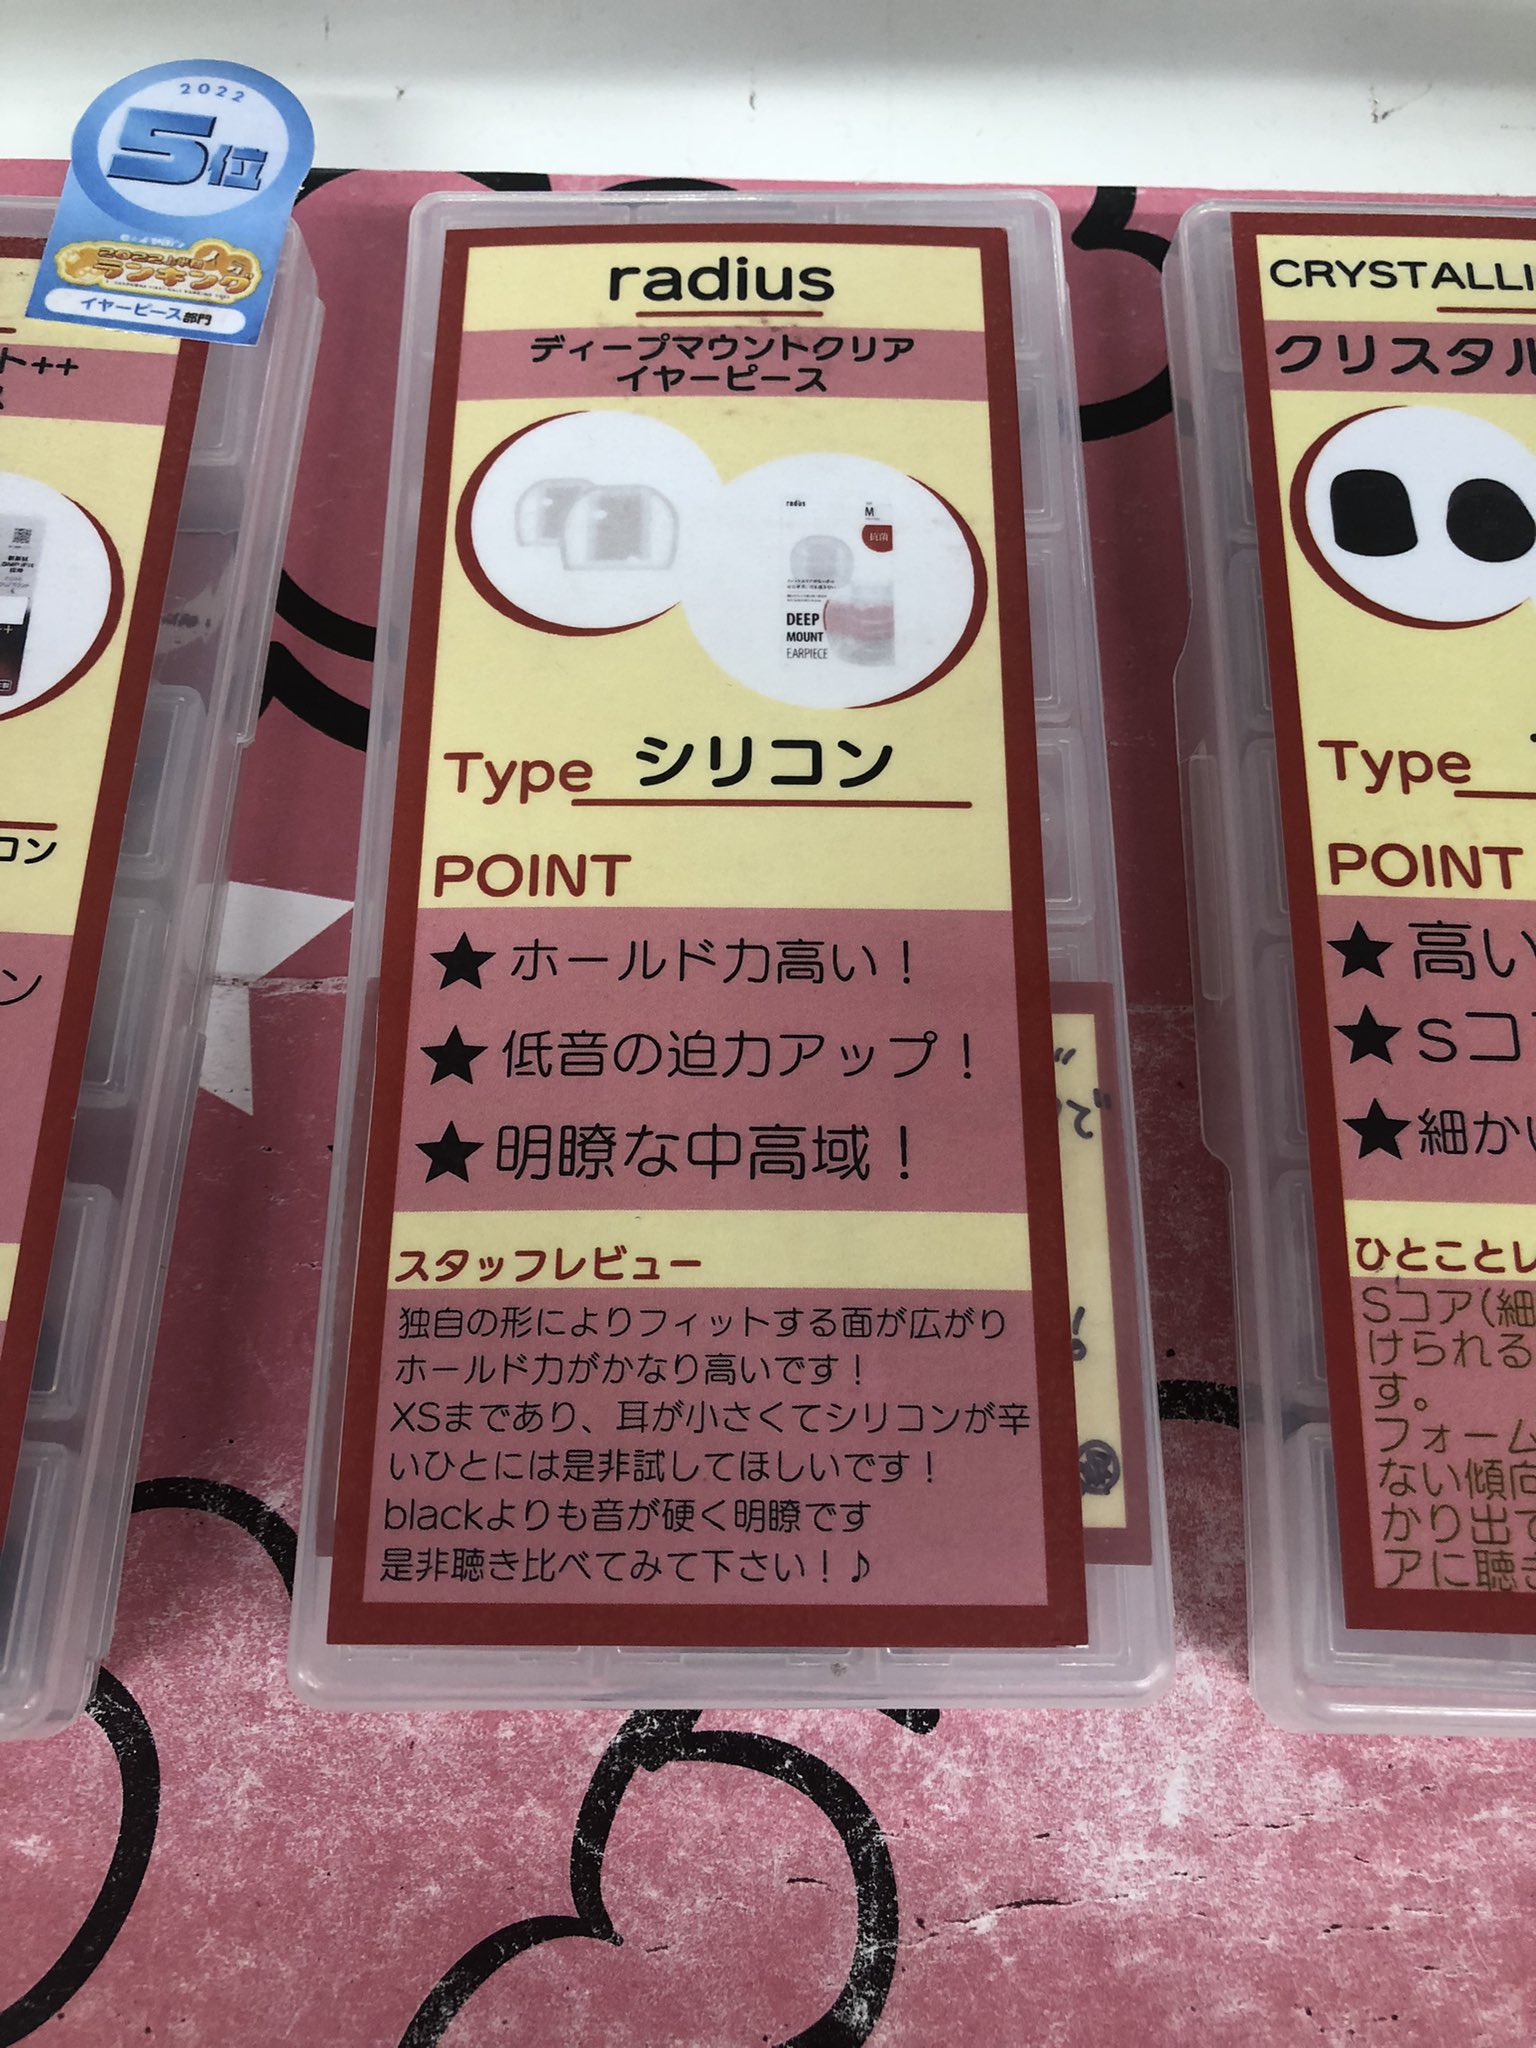 2022
5位
ランキング
イヤーピース部門
ト++
コン
ン
radius
ディープマウントクリア
イヤーピース
radius
M
抗菌
DEEP
MOUNT
EARPIECE
Type シリコン
POINT
★ホールド力高い！
★低音の迫力アップ！
★明瞭な中高域！
スタッフレビュー
独自の形によりフィットする面が広がり
ホールド力がかなり高いです！
XSまであり、耳が小さくてシリコンが辛
いひとには是非試してほしいです！
blackよりも音が硬く明瞭です
是非聴き比べてみて下さい！♪
CRYSTALLI
クリスタル
Type
POINT
★高い
★Sコ
★細か
ひとことレ
Sコア(細
けられる
す。
フォーム
ない傾向
かり出て
アに聴き